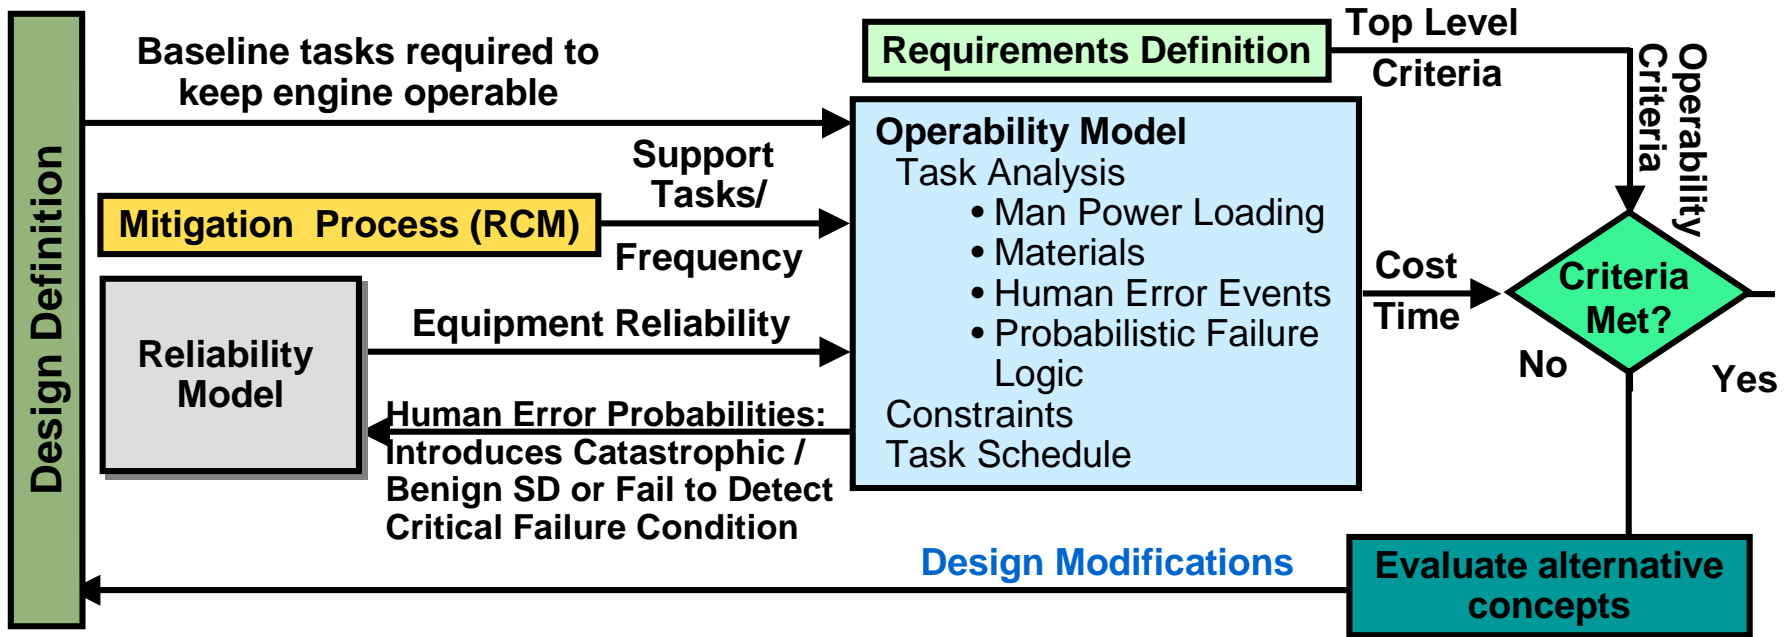 Design Definition
Baseline tasks required to
keep engine operable
Requirements Definition
Top Level
Criteria
Operability
Criteria
Support
Tasks/
Frequency
Mitigation  Process (RCM)
Reliability
Model
Equipment Reliability
Human Error Probabilities:
Introduces Catastrophic /
Benign SD or Fail to Detect
Critical Failure Condition
Operability Model
Task Analysis
• Man Power Loading
• Materials
• Human Error Events
• Probabilistic Failure
Logic
Constraints
Task Schedule
Cost
Time
Criteria
Met?
No
Yes
Design Modifications
Evaluate alternative
concepts